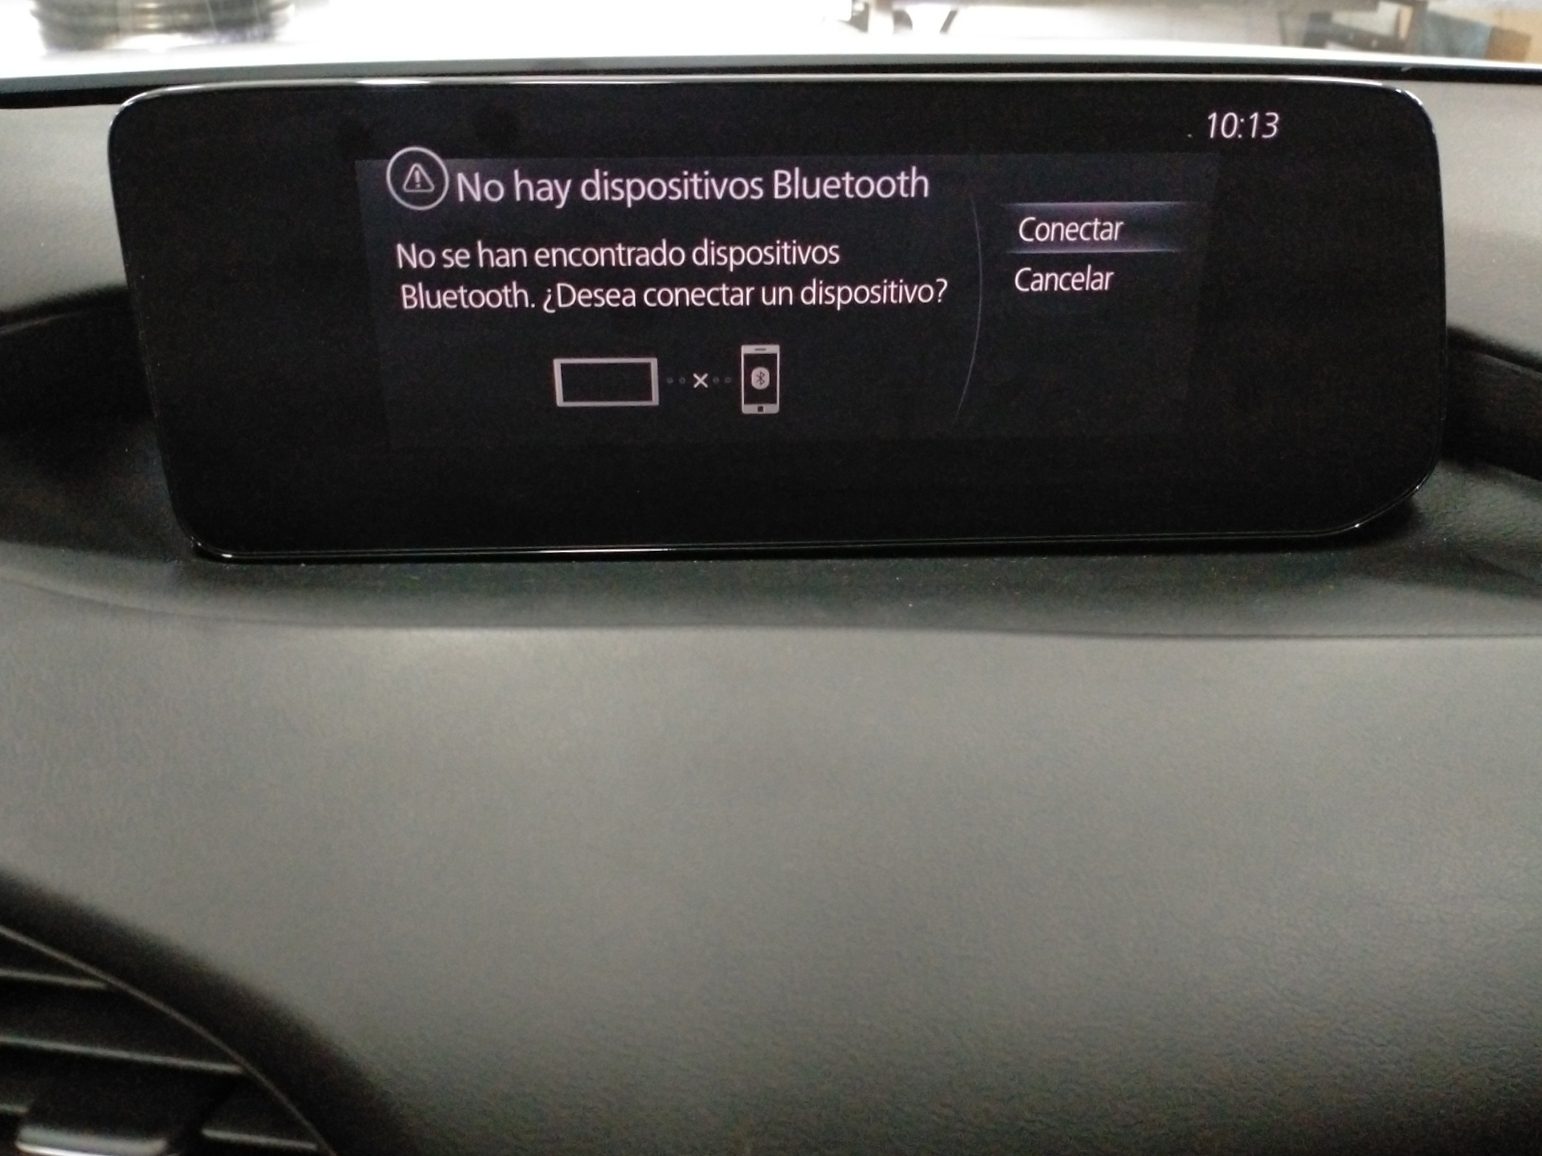 10:13
No hay dispositivos Bluetooth
No se han encontrado dispositivos
Bluetooth. ¿Desea conectar un dispositivo?
Conectar
Cancelar